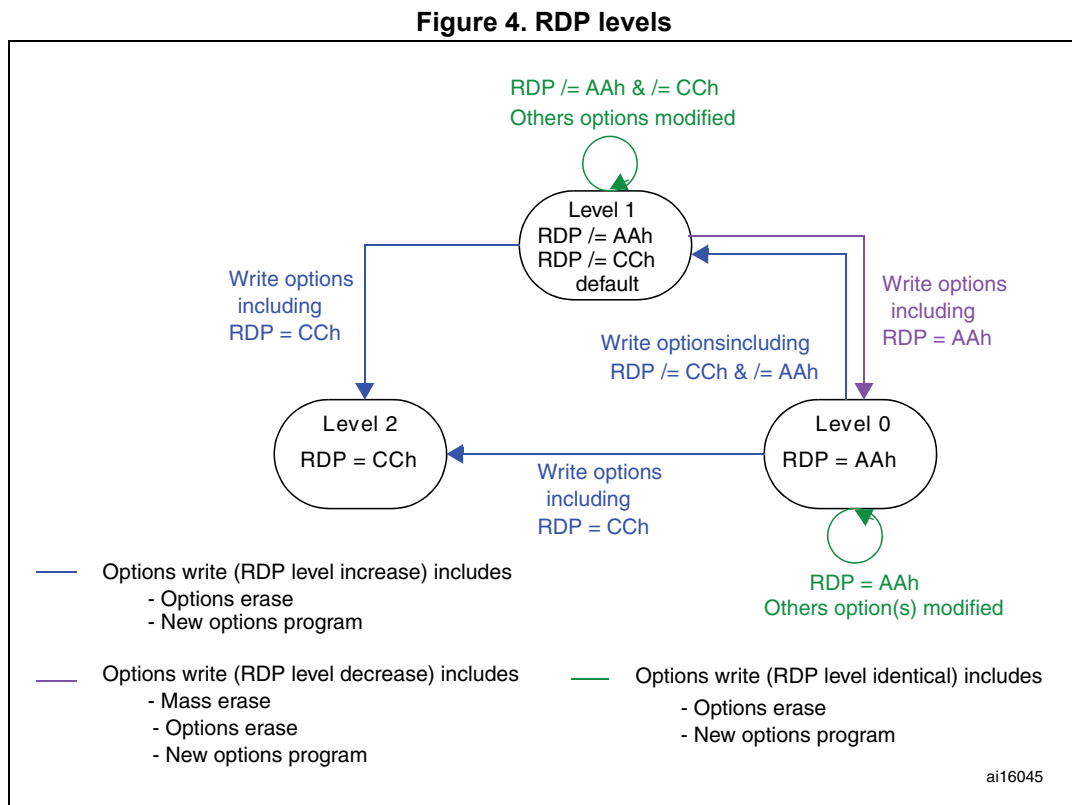 Figure 4. RDP levels
RDP /= AAh & /= CCh
Others options modified
Level 1
RDP /= AAh
RDP /= CCh
default
Write options
including
RDP = CCh
Write options
including
RDP = AAh
Write optionsincluding
RDP /= CCh & /= AAh
Level 2
RDP = CCh
Level 0
RDP = AAh
Write options
including
RDP = CCh
RDP = AAh
Others option(s) modified
Options write (RDP level increase) includes
- Options erase
- New options program
Options write (RDP level decrease) includes
- Mass erase
- Options erase
- New options program
Options write (RDP level identical) includes
- Options erase
- New options program
ai16045